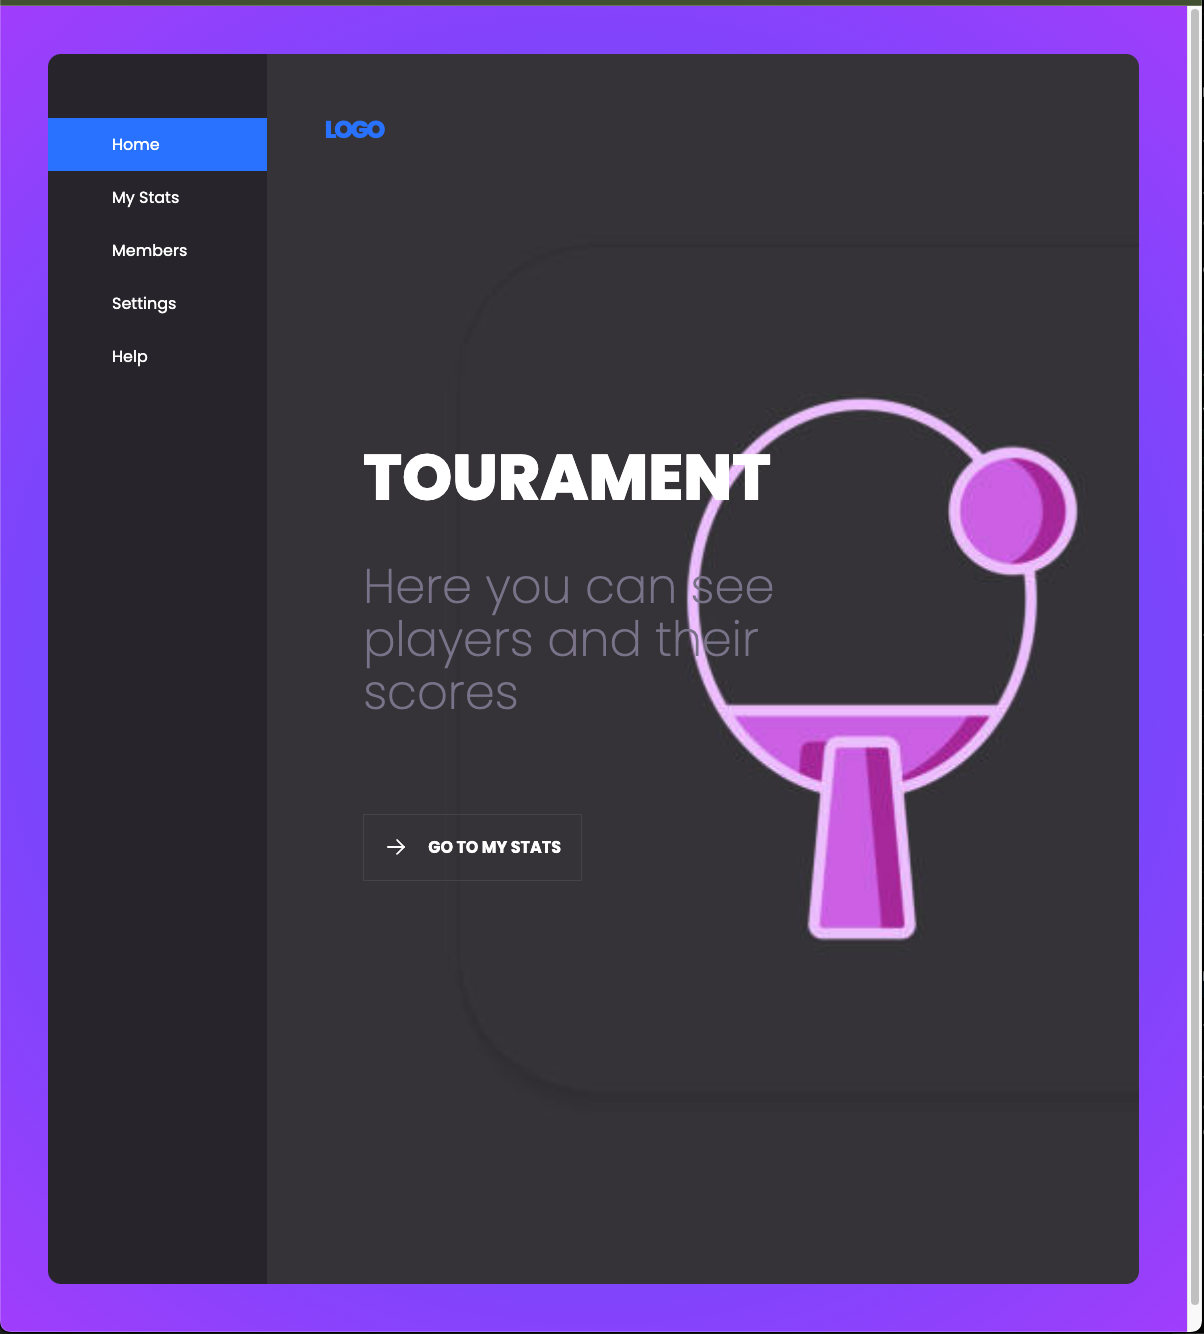 Home
My Stats
Members
Settings
Help
LOGO
TOURAMENT
Here you can see
players and their
scores
GO TO MY STATS